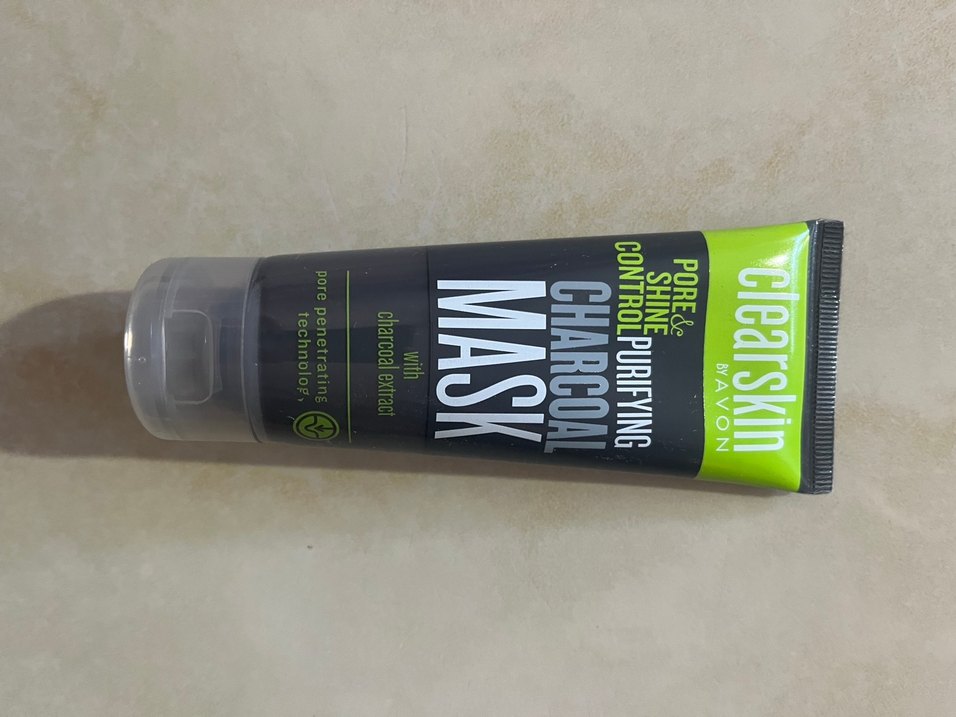 clearskin
BY AVON
PORE &
SHINE
CONTROL PURIFYING
CHARCOAL
MASK
with
charcoal extract
pore penetrating
technology